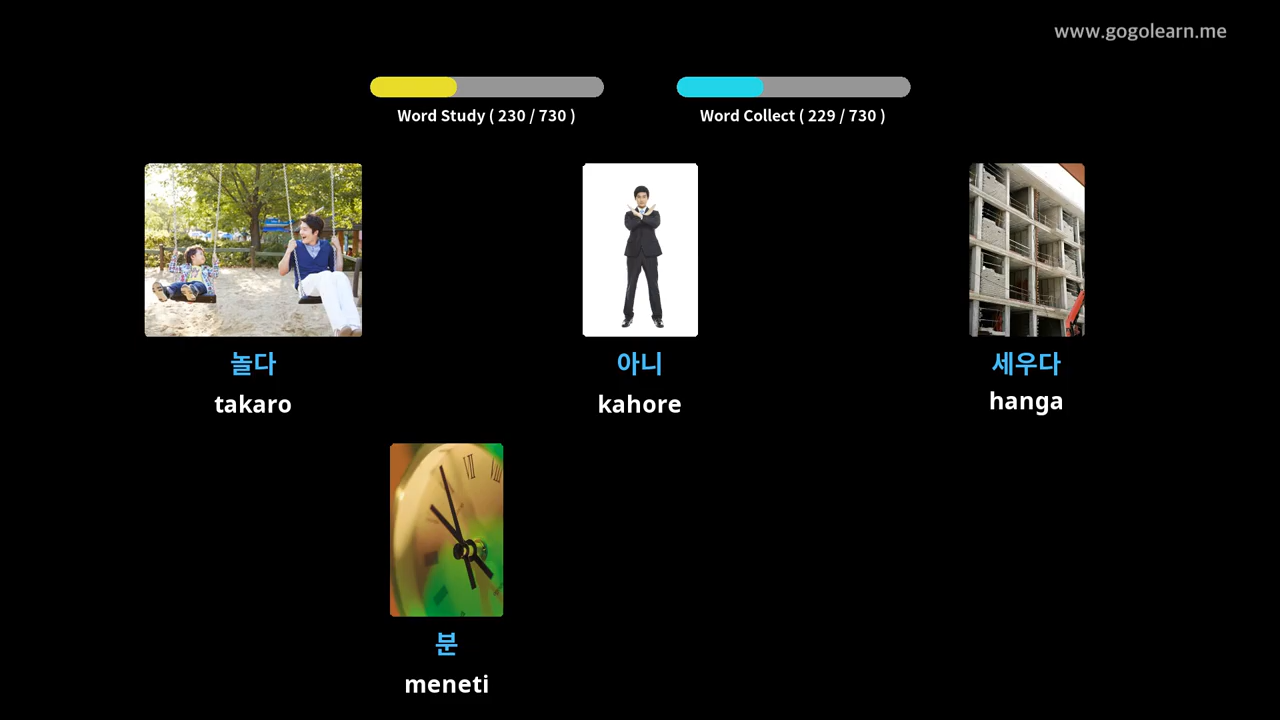 www.gogolearn.me
Word Study ( 230 / 730 )
Word Collect ( 229 / 730 )
놀다
takaro
아니
kahore
세우다
hanga
분
meneti